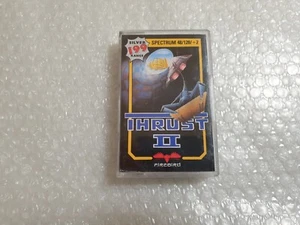 SILVER
199
RANGE
SPECTRUM 48/128/+3
THRUST
II
FIREBIRD